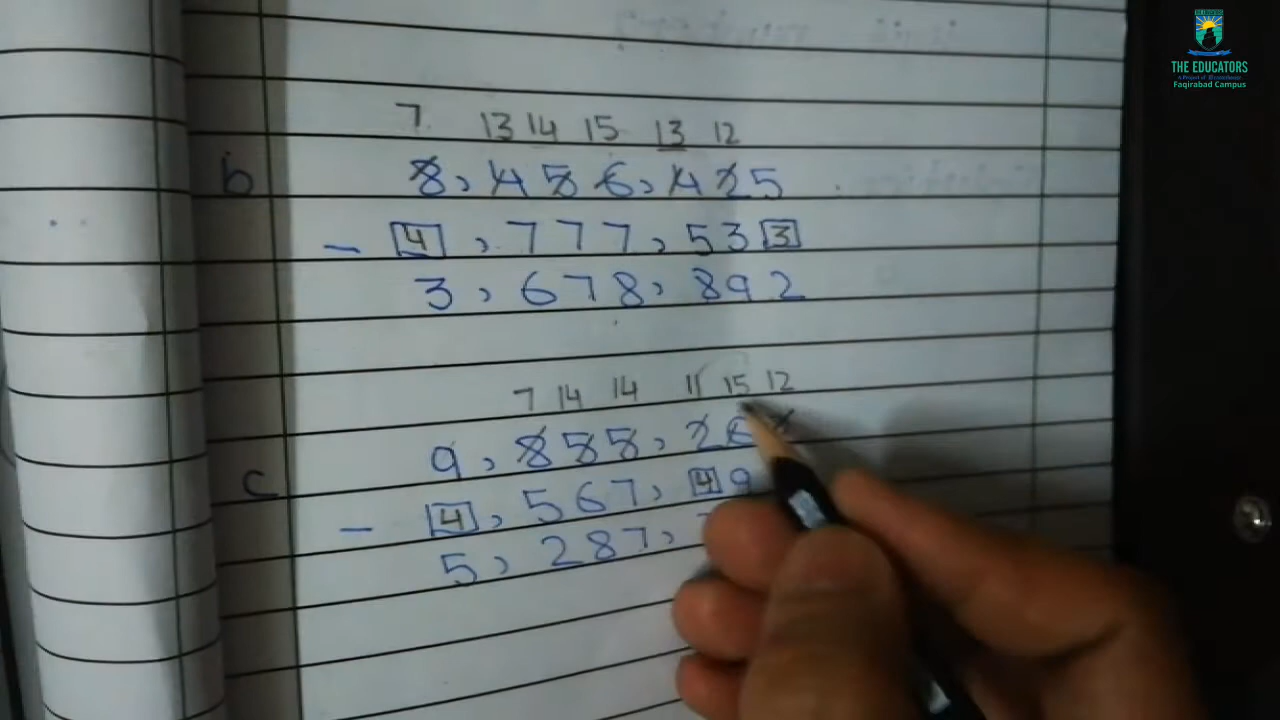 THE EDUCATORS
Faqirabad Campus
7 13 14 15 13 12
b 8,456,425
- 4,777,533
3,678,892
7 14 14 11 15 12
c 9,855,26
- 4,567,49
5,287,